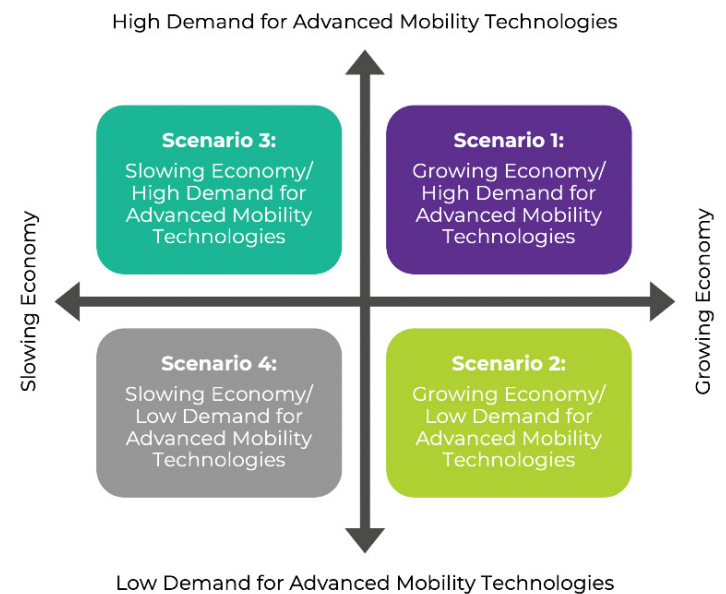 High Demand for Advanced Mobility Technologies
Scenario 3:
Slowing Economy/
High Demand for
Advanced Mobility
Technologies
Scenario 1:
Growing Economy/
High Demand for
Advanced Mobility
Technologies
Slowing Economy
Growing Economy
Scenario 4:
Slowing Economy/
Low Demand for
Advanced Mobility
Technologies
Scenario 2:
Growing Economy/
Low Demand for
Advanced Mobility
Technologies
Low Demand for Advanced Mobility Technologies